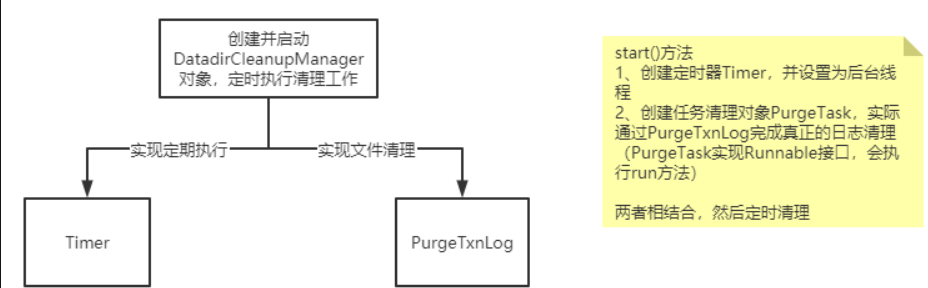 创建并启动
DatadirCleanupManager
对象，定时执行清理工作
实现定期执行
实现文件清理
Timer
PurgeTxnLog
start()方法
1、创建定时器Timer，并设置为后台线
程
2、创建任务清理对象PurgeTask，实际
通过PurgeTxnLog完成真正的日志清理
（PurgeTask实现Runnable接口，会执
行run方法）
两者相结合，然后定时清理